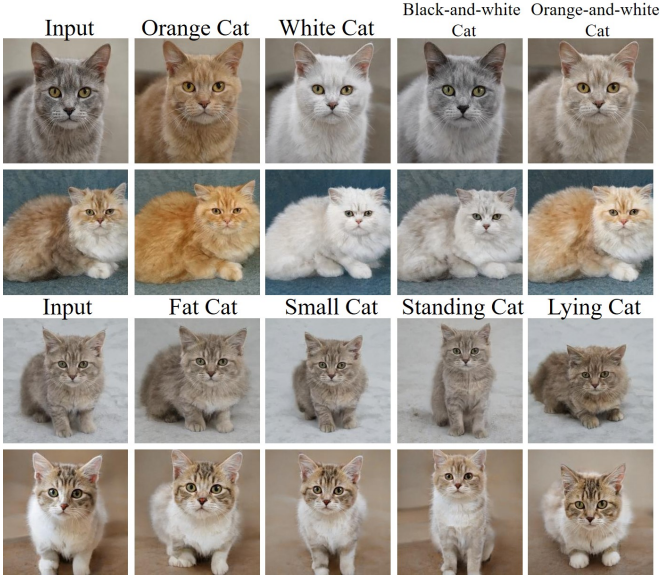 Input
Orange Cat
White Cat
Black-and-white
Cat
Orange-and-white
Cat
Input
Fat Cat
Small Cat
Standing Cat
Lying Cat